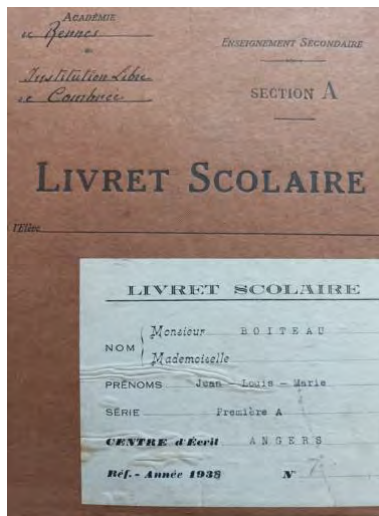 ACADÉMIE
de Rennes
ENSEIGNEMENT SECONDAIRE
Institution Libre
de Combrée
SECTION A
LIVRET SCOLAIRE
l'Élève
LIVRET SCOLAIRE
Monsieur BOITEAU
NOM
Mademoiselle
PRÉNOMS Jean - Louis - Marie
SÉRIE Première A
CENTRE d'Écrit ANGERS
Réf. - Année 1938 N°